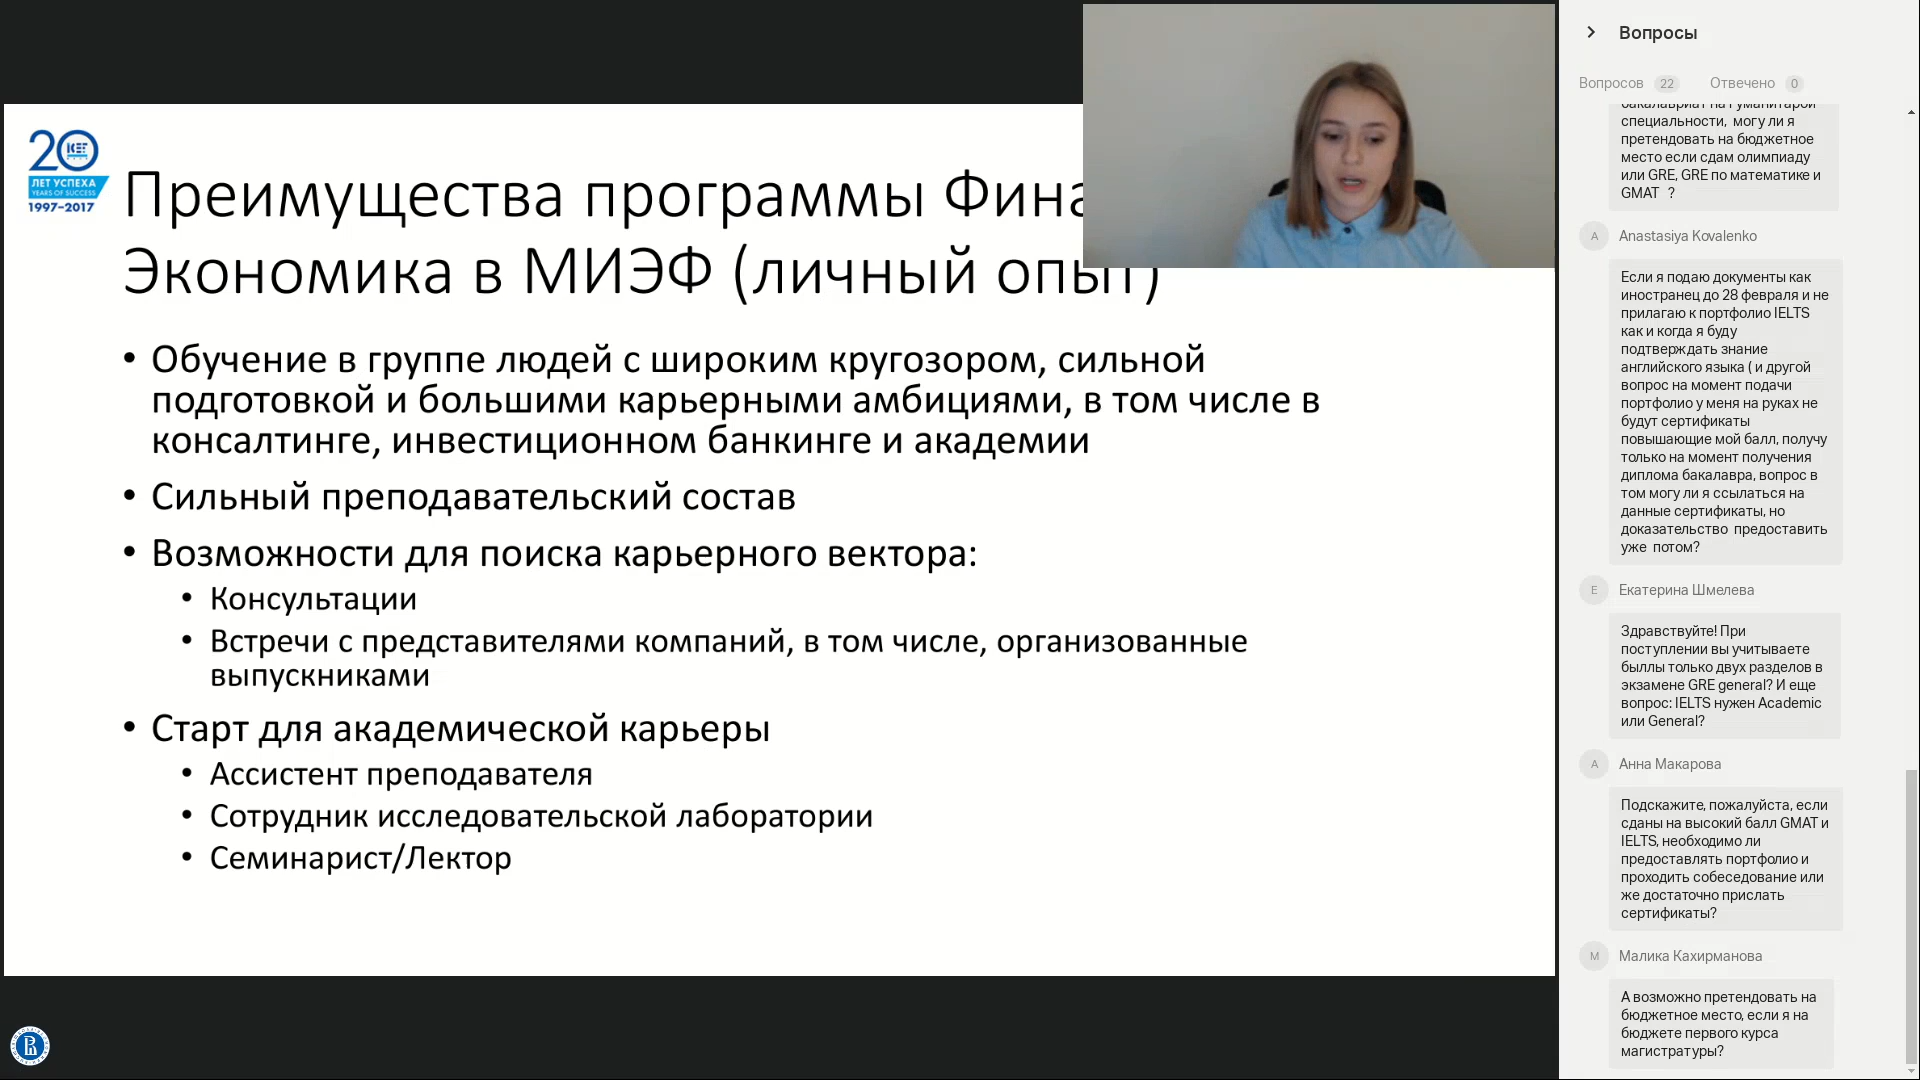 20
ЛЕТ УСПЕХА
YEARS OF SUCCESS
1997-2017
Преимущества программы Фина
Экономика в МИЭФ (личный опыт)
• Обучение в группе людей с широким кругозором, сильной
подготовкой и большими карьерными амбициями, в том числе в
консалтинге, инвестиционном банкинге и академии
• Сильный преподавательский состав
• Возможности для поиска карьерного вектора:
• Консультации
• Встречи с представителями компаний, в том числе, организованные
выпускниками
• Старт для академической карьеры
• Ассистент преподавателя
• Сотрудник исследовательской лаборатории
• Семинарист/Лектор
Вопросы
Вопросов 22 Отвечено 0
бакалавриат на гуманитарой
специальности, могу ли я
претендовать на бюджетное
место если сдам олимпиаду
или GRE, GRE по математике и
GMAT ?
A Anastasiya Kovalenko
Если я подаю документы как
иностранец до 28 февраля и не
прилагаю к портфолио IELTS
как и когда я буду
подтверждать знание
английского языка ( и другой
вопрос на момент подачи
портфолио у меня на руках не
будут сертификаты
повышающие мой балл, получу
только на момент получения
диплома бакалавра, вопрос в
том могу ли я ссылаться на
данные сертификаты, но
доказательство предоставить
уже потом?
Е Екатерина Шмелева
Здравствуйте! При
поступлении вы учитываете
быллы только двух разделов в
экзамене GRE general? И еще
вопрос: IELTS нужен Academic
или General?
А Анна Макарова
Подскажите, пожалуйста, если
сданы на высокий балл GMAT и
IELTS, необходимо ли
предоставлять портфолио и
проходить собеседование или
же достаточно прислать
сертификаты?
М Малика Кахирманова
А возможно претендовать на
бюджетное место, если я на
бюджете первого курса
магистратуры?